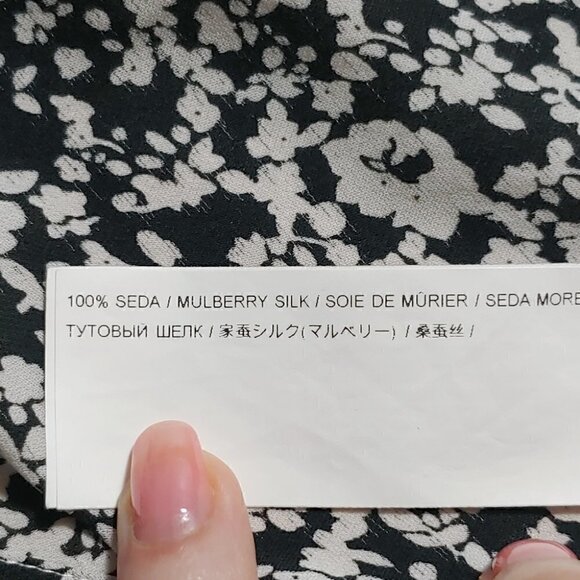 100% SEDA / MULBERRY SILK / SOIE DE MÛRIER / SEDA MORE
ТУТОВЫЙ ШЕЛК / 家蚕シルク(マルベリー) / 桑蚕丝 /